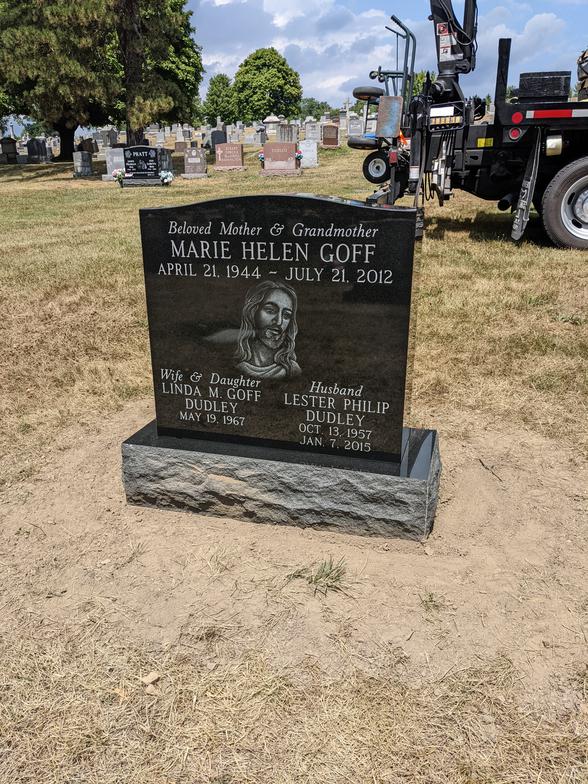 Beloved Mother & Grandmother
MARIE HELEN GOFF
APRIL 21, 1944 ~ JULY 21, 2012
Wife & Daughter
LINDA M. GOFF
DUDLEY
MAY 19, 1967
Husband
LESTER PHILIP
DUDLEY
OCT. 13, 1957
JAN. 7, 2015
PRATT